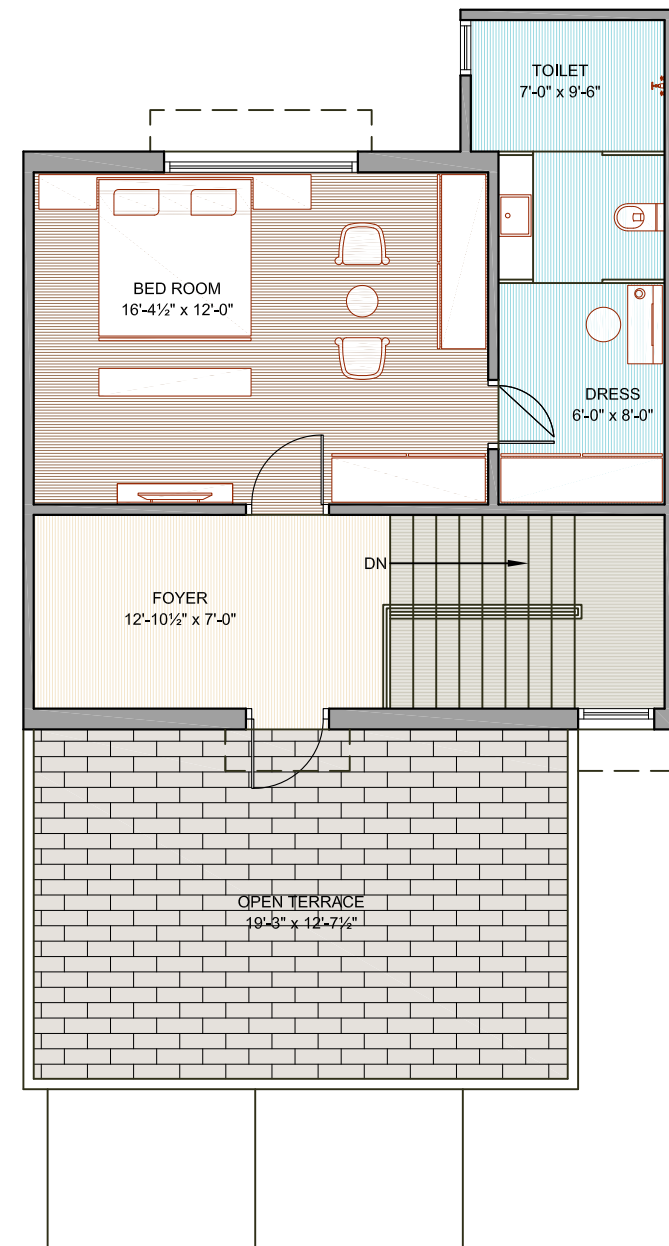 TOILET
7'-0" x 9'-6"
BED ROOM
16'-4½" x 12'-0"
DRESS
6'-0" x 8'-0"
DN
FOYER
12'-10½" x 7'-0"
OPEN TERRACE
19'-3" x 12'-7½"